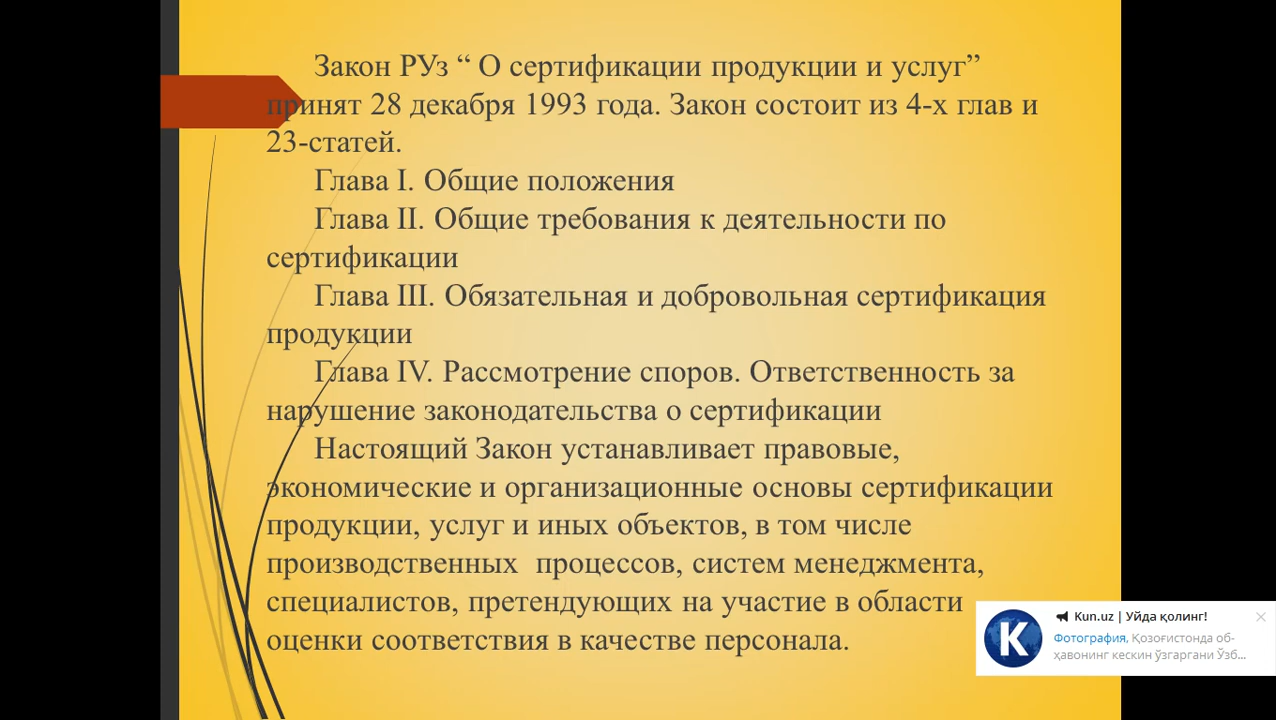 Закон РУз “ О сертификации продукции и услуг”
принят 28 декабря 1993 года. Закон состоит из 4-х глав и
23-статей.
Глава I. Общие положения
Глава II. Общие требования к деятельности по
сертификации
Глава III. Обязательная и добровольная сертификация
продукции
Глава IV. Рассмотрение споров. Ответственность за
нарушение законодательства о сертификации
Настоящий Закон устанавливает правовые,
экономические и организационные основы сертификации
продукции, услуг и иных объектов, в том числе
производственных  процессов, систем менеджмента,
специалистов, претендующих на участие в области
оценки соответствия в качестве персонала.
K
Kun.uz | Уйда қолинг!
Фотография, Қозоғистонда об-
ҳавонинг кескин ўзгаргани Ўзб...